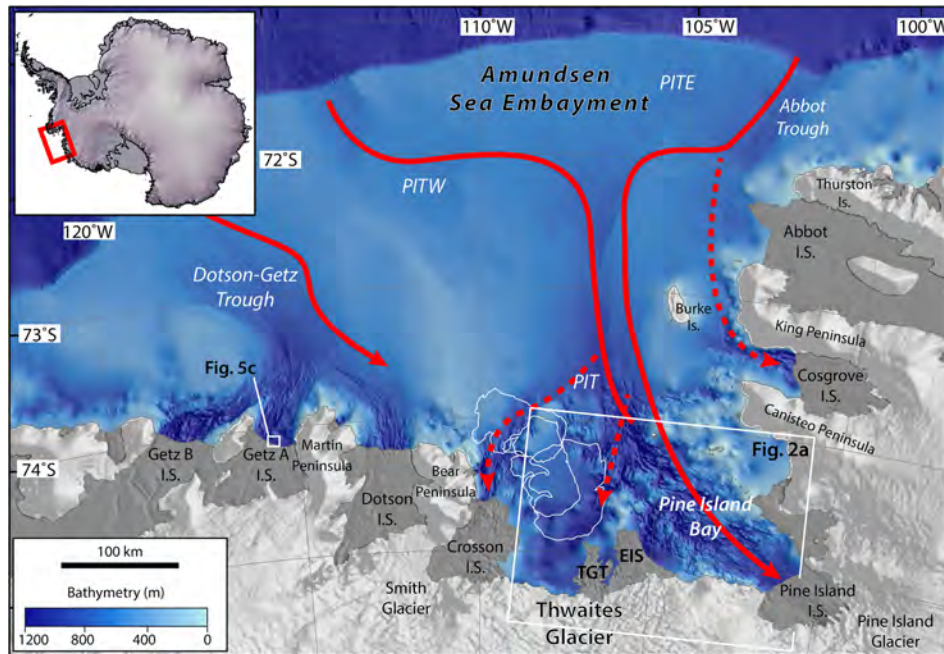 110°W
105°W
100°W
Amundsen
Sea Embayment
PITE
Abbot
Trough
72°S
PITW
Thurston
Is.
120°W
Abbot
I.S.
Dotson-Getz
Trough
Burke
Is.
King Peninsula
73°S
Fig. 5c
PIT
Cosgrove
I.S.
Canisteo Peninsula
Getz B
I.S.
Getz A
I.S.
Martin
Peninsula
Fig. 2a
74°S
Bear
Peninsula
Dotson
I.S.
Pine Island
Bay
100 km
Crosson
I.S.
EIS
TGT
Bathymetry (m)
Smith
Glacier
Pine Island
I.S.
Thwaites
Glacier
Pine Island
Glacier
1200 800 400 0